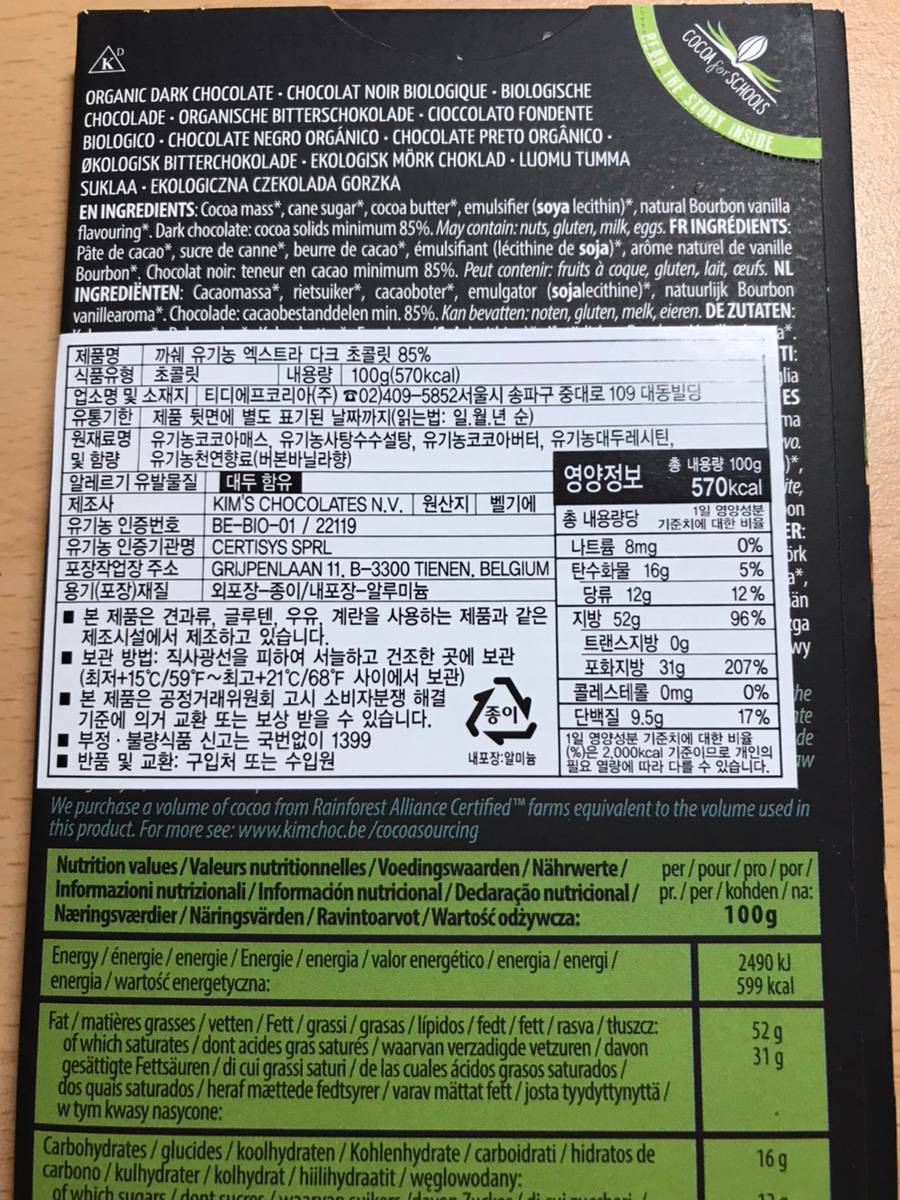 K D
COCOA for SCHOOLS
READ THE STORY INSIDE
ORGANIC DARK CHOCOLATE · CHOCOLAT NOIR BIOLOGIQUE · BIOLOGISCHE
CHOCOLADE · ORGANISCHE BITTERSCHOKOLADE · CIOCCOLATO FONDENTE
BIOLOGICO · CHOCOLATE NEGRO ORGÁNICO · CHOCOLATE PRETO ORGÂNICO ·
ØKOLOGISK BITTERCHOKOLADE · EKOLOGISK MÖRK CHOKLAD · LUOMU TUMMA
SUKLAA · EKOLOGICZNA CZEKOLADA GORZKA
EN INGREDIENTS: Cocoa mass*, cane sugar*, cocoa butter*, emulsifier (soya lecithin)*, natural Bourbon vanilla
flavouring*. Dark chocolate: cocoa solids minimum 85%. May contain: nuts, gluten, milk, eggs. FR INGRÉDIENTS:
Pâte de cacao*, sucre de canne*, beurre de cacao*, émulsifiant (lécithine de soja)*, arôme naturel de vanille
Bourbon*. Chocolat noir: teneur en cacao minimum 85%. Peut contenir: fruits à coque, gluten, lait, œufs. NL
INGREDIËNTEN: Cacaomassa*, rietsuiker*, cacaoboter*, emulgator (sojalecithine)*, natuurlijk Bourbon
vanillearoma*. Chocolade: cacaobestanddelen min. 85%. Kan bevatten: noten, gluten, melk, eieren. DE ZUTATEN:
제품명 까쉐 유기농 엑스트라 다크 초콜릿 85%
식품유형 초콜릿 내용량 100g(570kcal)
업소명 및 소재지 티디에프코리아(주) ☎02)409-5852서울시 송파구 중대로 109 대동빌딩
유통기한 제품 뒷면에 별도 표기된 날짜까지(읽는법: 일.월.년 순)
원재료명 및 함량 유기농코코아매스, 유기농사탕수수설탕, 유기농코코아버터, 유기농대두레시틴,
유기농천연향료(버본바닐라향)
알레르기 유발물질 대두 함유
제조사 KIM'S CHOCOLATES N.V. 원산지 벨기에
유기농 인증번호 BE-BIO-01 / 22119
유기농 인증기관명 CERTISYS SPRL
포장작업장 주소 GRIJPENLAAN 11, B-3300 TIENEN, BELGIUM
용기(포장)재질 외포장-종이/내포장-알루미늄
■ 본 제품은 견과류, 글루텐, 우유, 계란을 사용하는 제품과 같은
제조시설에서 제조하고 있습니다.
■ 보관 방법: 직사광선을 피하여 서늘하고 건조한 곳에 보관
(최저+15℃/59℉~최고+21℃/68℉ 사이에서 보관)
■ 본 제품은 공정거래위원회 고시 소비자분쟁 해결
기준에 의거 교환 또는 보상 받을 수 있습니다.
■ 부정 · 불량식품 신고는 국번없이 1399
■ 반품 및 교환: 구입처 또는 수입원
종이
내포장:알미늄
영양정보 총 내용량 100g
570kcal
총 내용량당 1일 영양성분
기준치에 대한 비율
나트륨 8mg 0%
탄수화물 16g 5%
당류 12g 12%
지방 52g 96%
트랜스지방 0g
포화지방 31g 207%
콜레스테롤 0mg 0%
단백질 9.5g 17%
1일 영양성분 기준치에 대한 비율
(%)은 2,000kcal 기준이므로 개인의
필요 열량에 따라 다를 수 있습니다.
We purchase a volume of cocoa from Rainforest Alliance Certified™ farms equivalent to the volume used in
this product. For more see: www.kimchoc.be/cocoasourcing
Nutrition values / Valeurs nutritionnelles / Voedingswaarden / Nährwerte / per / pour / pro / por /
Informazioni nutrizionali / Información nutricional / Declaração nutricional / pr. / per / kohden / na:
Næringsværdier / Näringsvärden / Ravintoarvot / Wartość odżywcza: 100g
Energy / énergie / energie / Energie / energia / valor energético / energia / energi / 2490 kJ
energia / wartość energetyczna: 599 kcal
Fat / matières grasses / vetten / Fett / grassi / grasas / lípidos / fedt / fett / rasva / tłuszcz: 52 g
of which saturates / dont acides gras saturés / waarvan verzadigde vetzuren / davon 31 g
gesättigte Fettsäuren / di cui grassi saturi / de las cuales ácidos grasos saturados /
dos quais saturados / heraf mættede fedtsyrer / varav mättat fett / josta tyydyttynyttä /
w tym kwasy nasycone:
Carbohydrates / glucides / koolhydraten / Kohlenhydrate / carboidrati / hidratos de 16 g
carbono / kulhydrater / kolhydrat / hiilihydraatit / węglowodany:
of which sugars / dont sucres / waarvan suikers / davon Zucker / di cui zuccheri /